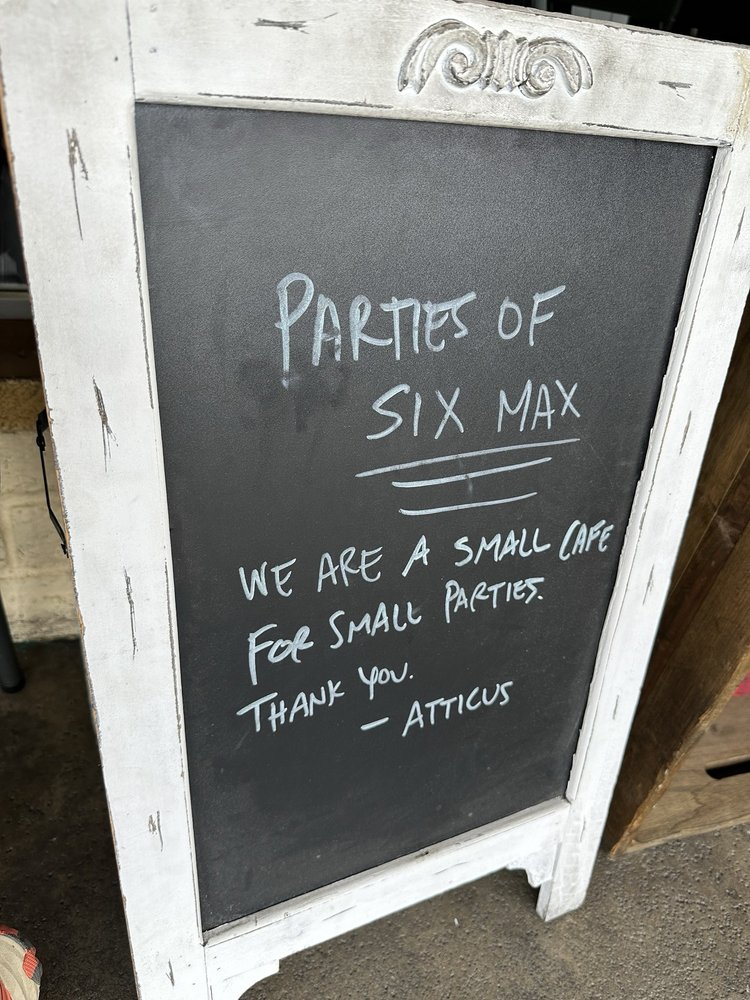 PARTIES OF
SIX MAX
WE ARE A SMALL CAFE
FOR SMALL PARTIES.
THANK YOU.
- ATTICUS